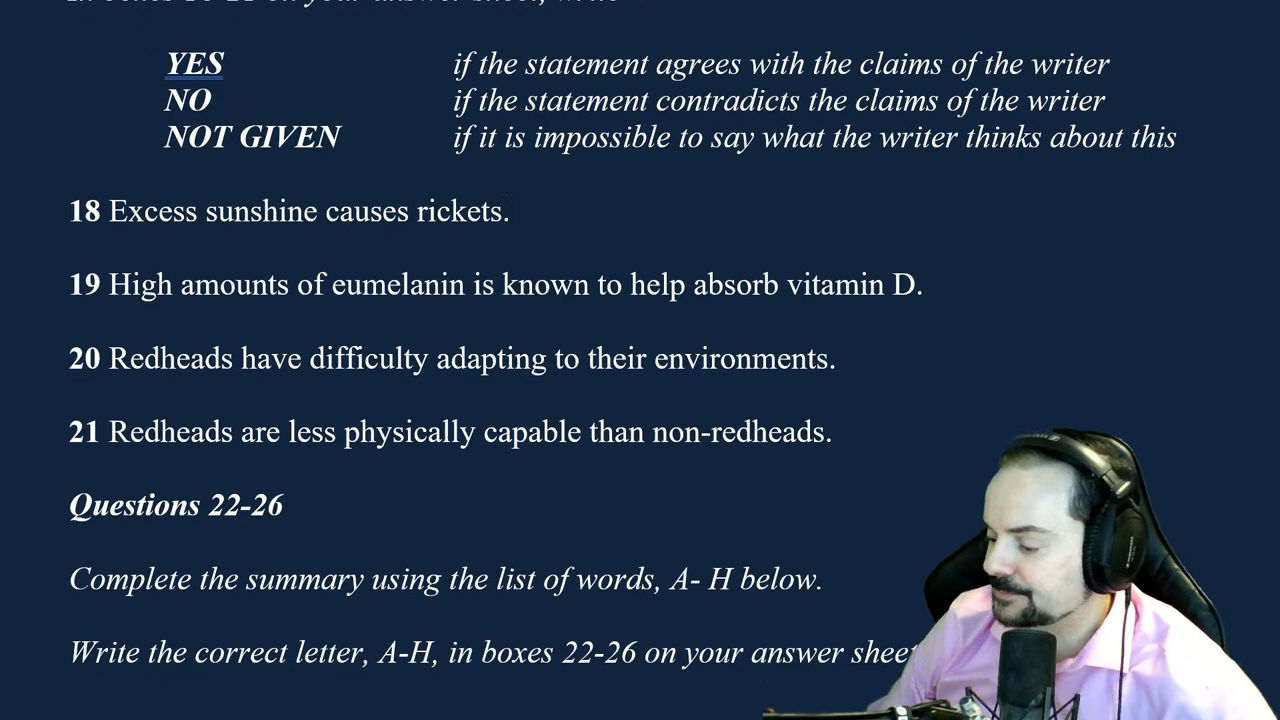 YES if the statement agrees with the claims of the writer
NO if the statement contradicts the claims of the writer
NOT GIVEN if it is impossible to say what the writer thinks about this
18 Excess sunshine causes rickets.
19 High amounts of eumelanin is known to help absorb vitamin D.
20 Redheads have difficulty adapting to their environments.
21 Redheads are less physically capable than non-redheads.
Questions 22-26
Complete the summary using the list of words, A- H below.
Write the correct letter, A-H, in boxes 22-26 on your answer sheet